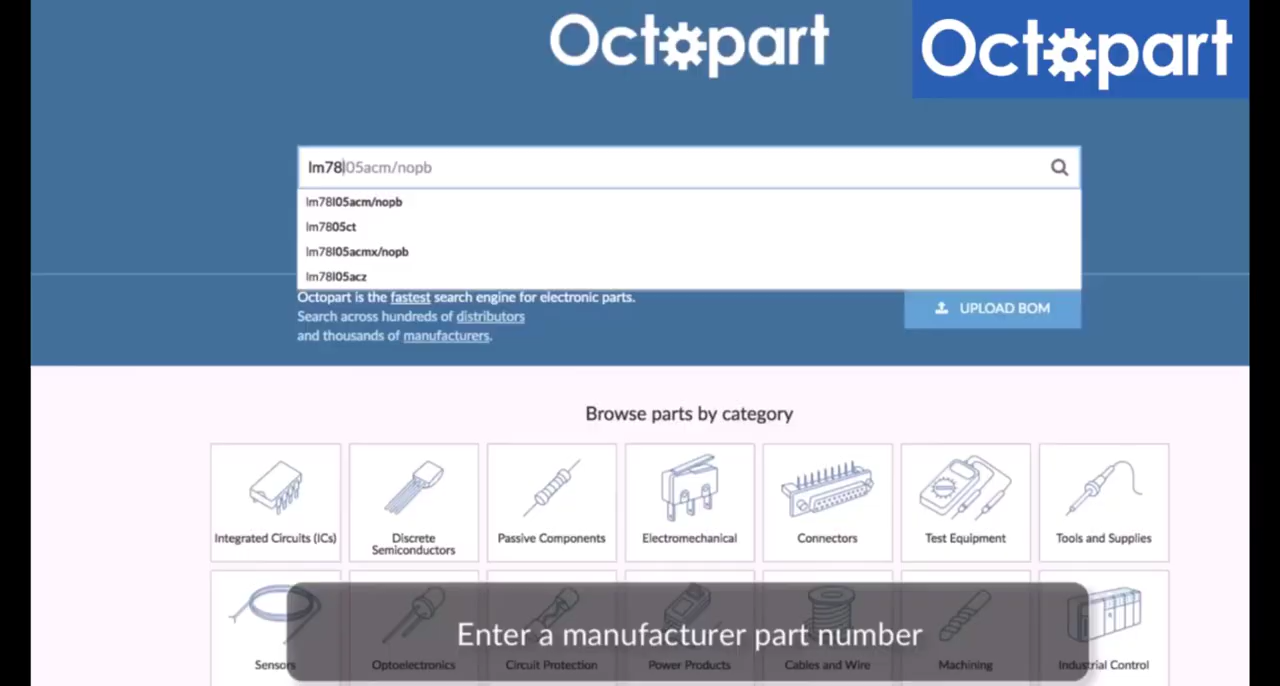 Octopart
Octopart
lm78l05acm/nopb
lm78l05acm/nopb
lm7805ct
lm78l05acmx/nopb
lm78l05acz
Octopart is the fastest search engine for electronic parts.
Search across hundreds of distributors
and thousands of manufacturers.
UPLOAD BOM
Browse parts by category
Integrated Circuits (ICs)
Discrete
Semiconductors
Passive Components
Electromechanical
Connectors
Test Equipment
Tools and Supplies
Enter a manufacturer part number
Sensors
Optoelectronics
Circuit Protection
Power Products
Cables and Wire
Machining
Industrial Control